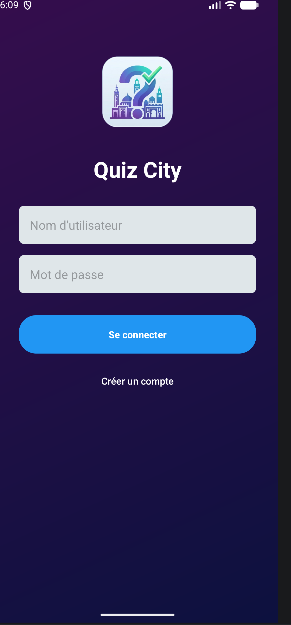 6:09
Quiz City
Nom d'utilisateur
Mot de passe
Se connecter
Créer un compte